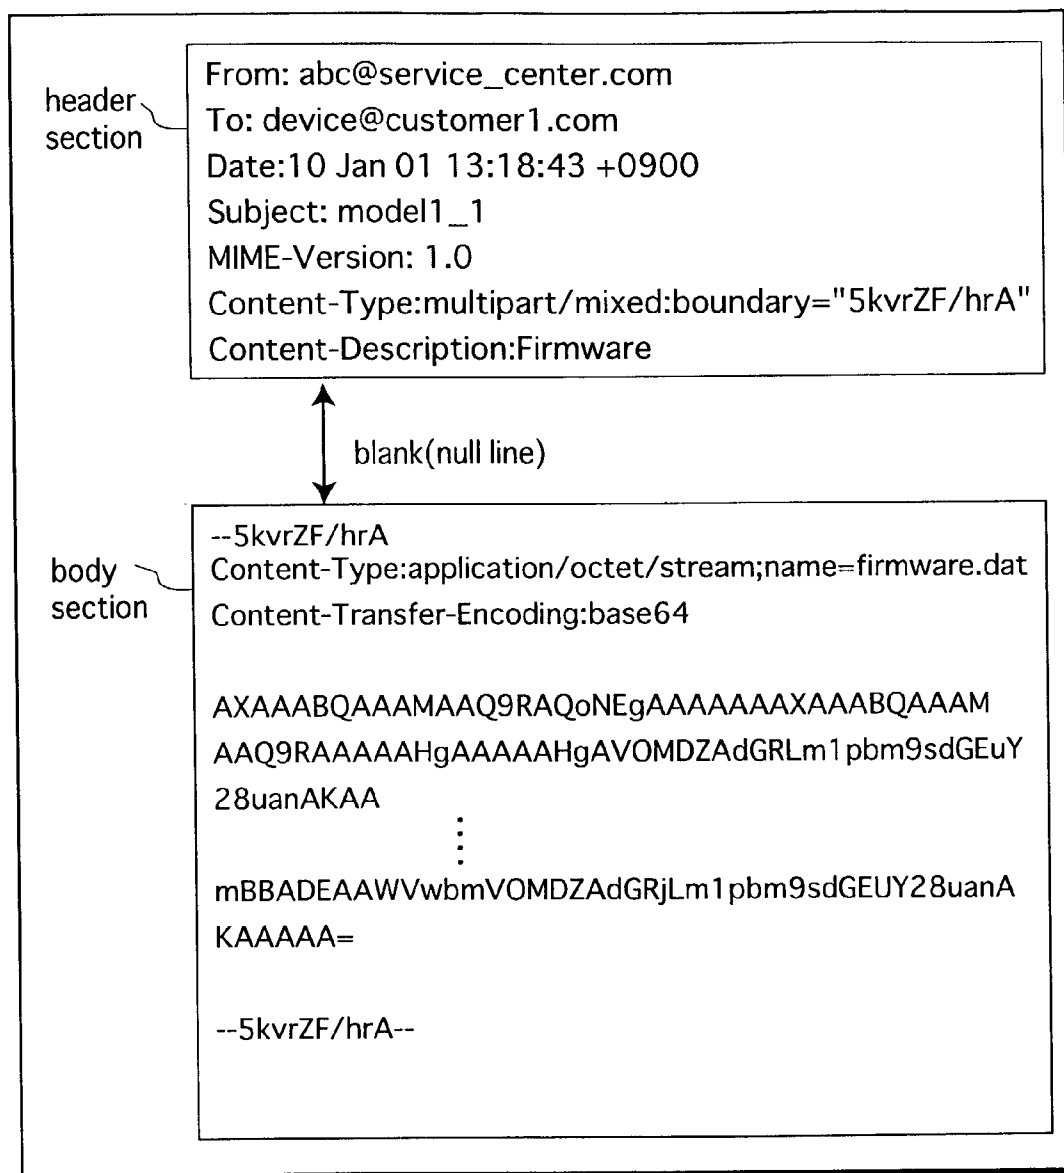 header
section
From: abc@service_center.com
To: device@customer1.com
Date:10 Jan 01 13:18:43 +0900
Subject: model1_1
MIME-Version: 1.0
Content-Type:multipart/mixed:boundary="5kvrZF/hrA"
Content-Description:Firmware
blank(null line)
body
section
--5kvrZF/hrA
Content-Type:application/octet/stream;name=firmware.dat
Content-Transfer-Encoding:base64
AXAAABQAAAMAAQ9RAQoNEgAAAAAAAXAAABQAAAM
AAQ9RAAAAAHgAAAAAHgAVOMDZAdGRLm1pbm9sdGEuY
28uanAKAA
⋮
mBBADEAAWVwbmVOMDZAdGRjLm1pbm9sdGEUY28uanA
KAAAAA=
--5kvrZF/hrA--